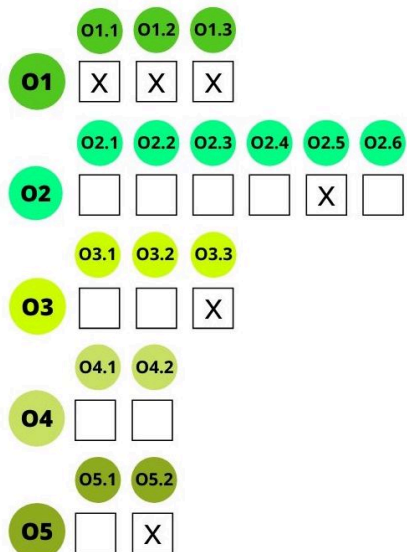 O1.1 O1.2 O1.3
O1 X X X
O2.1 O2.2 O2.3 O2.4 O2.5 O2.6
O2 X
O3.1 O3.2 O3.3
O3 X
O4.1 O4.2
O4
O5.1 O5.2
O5 X